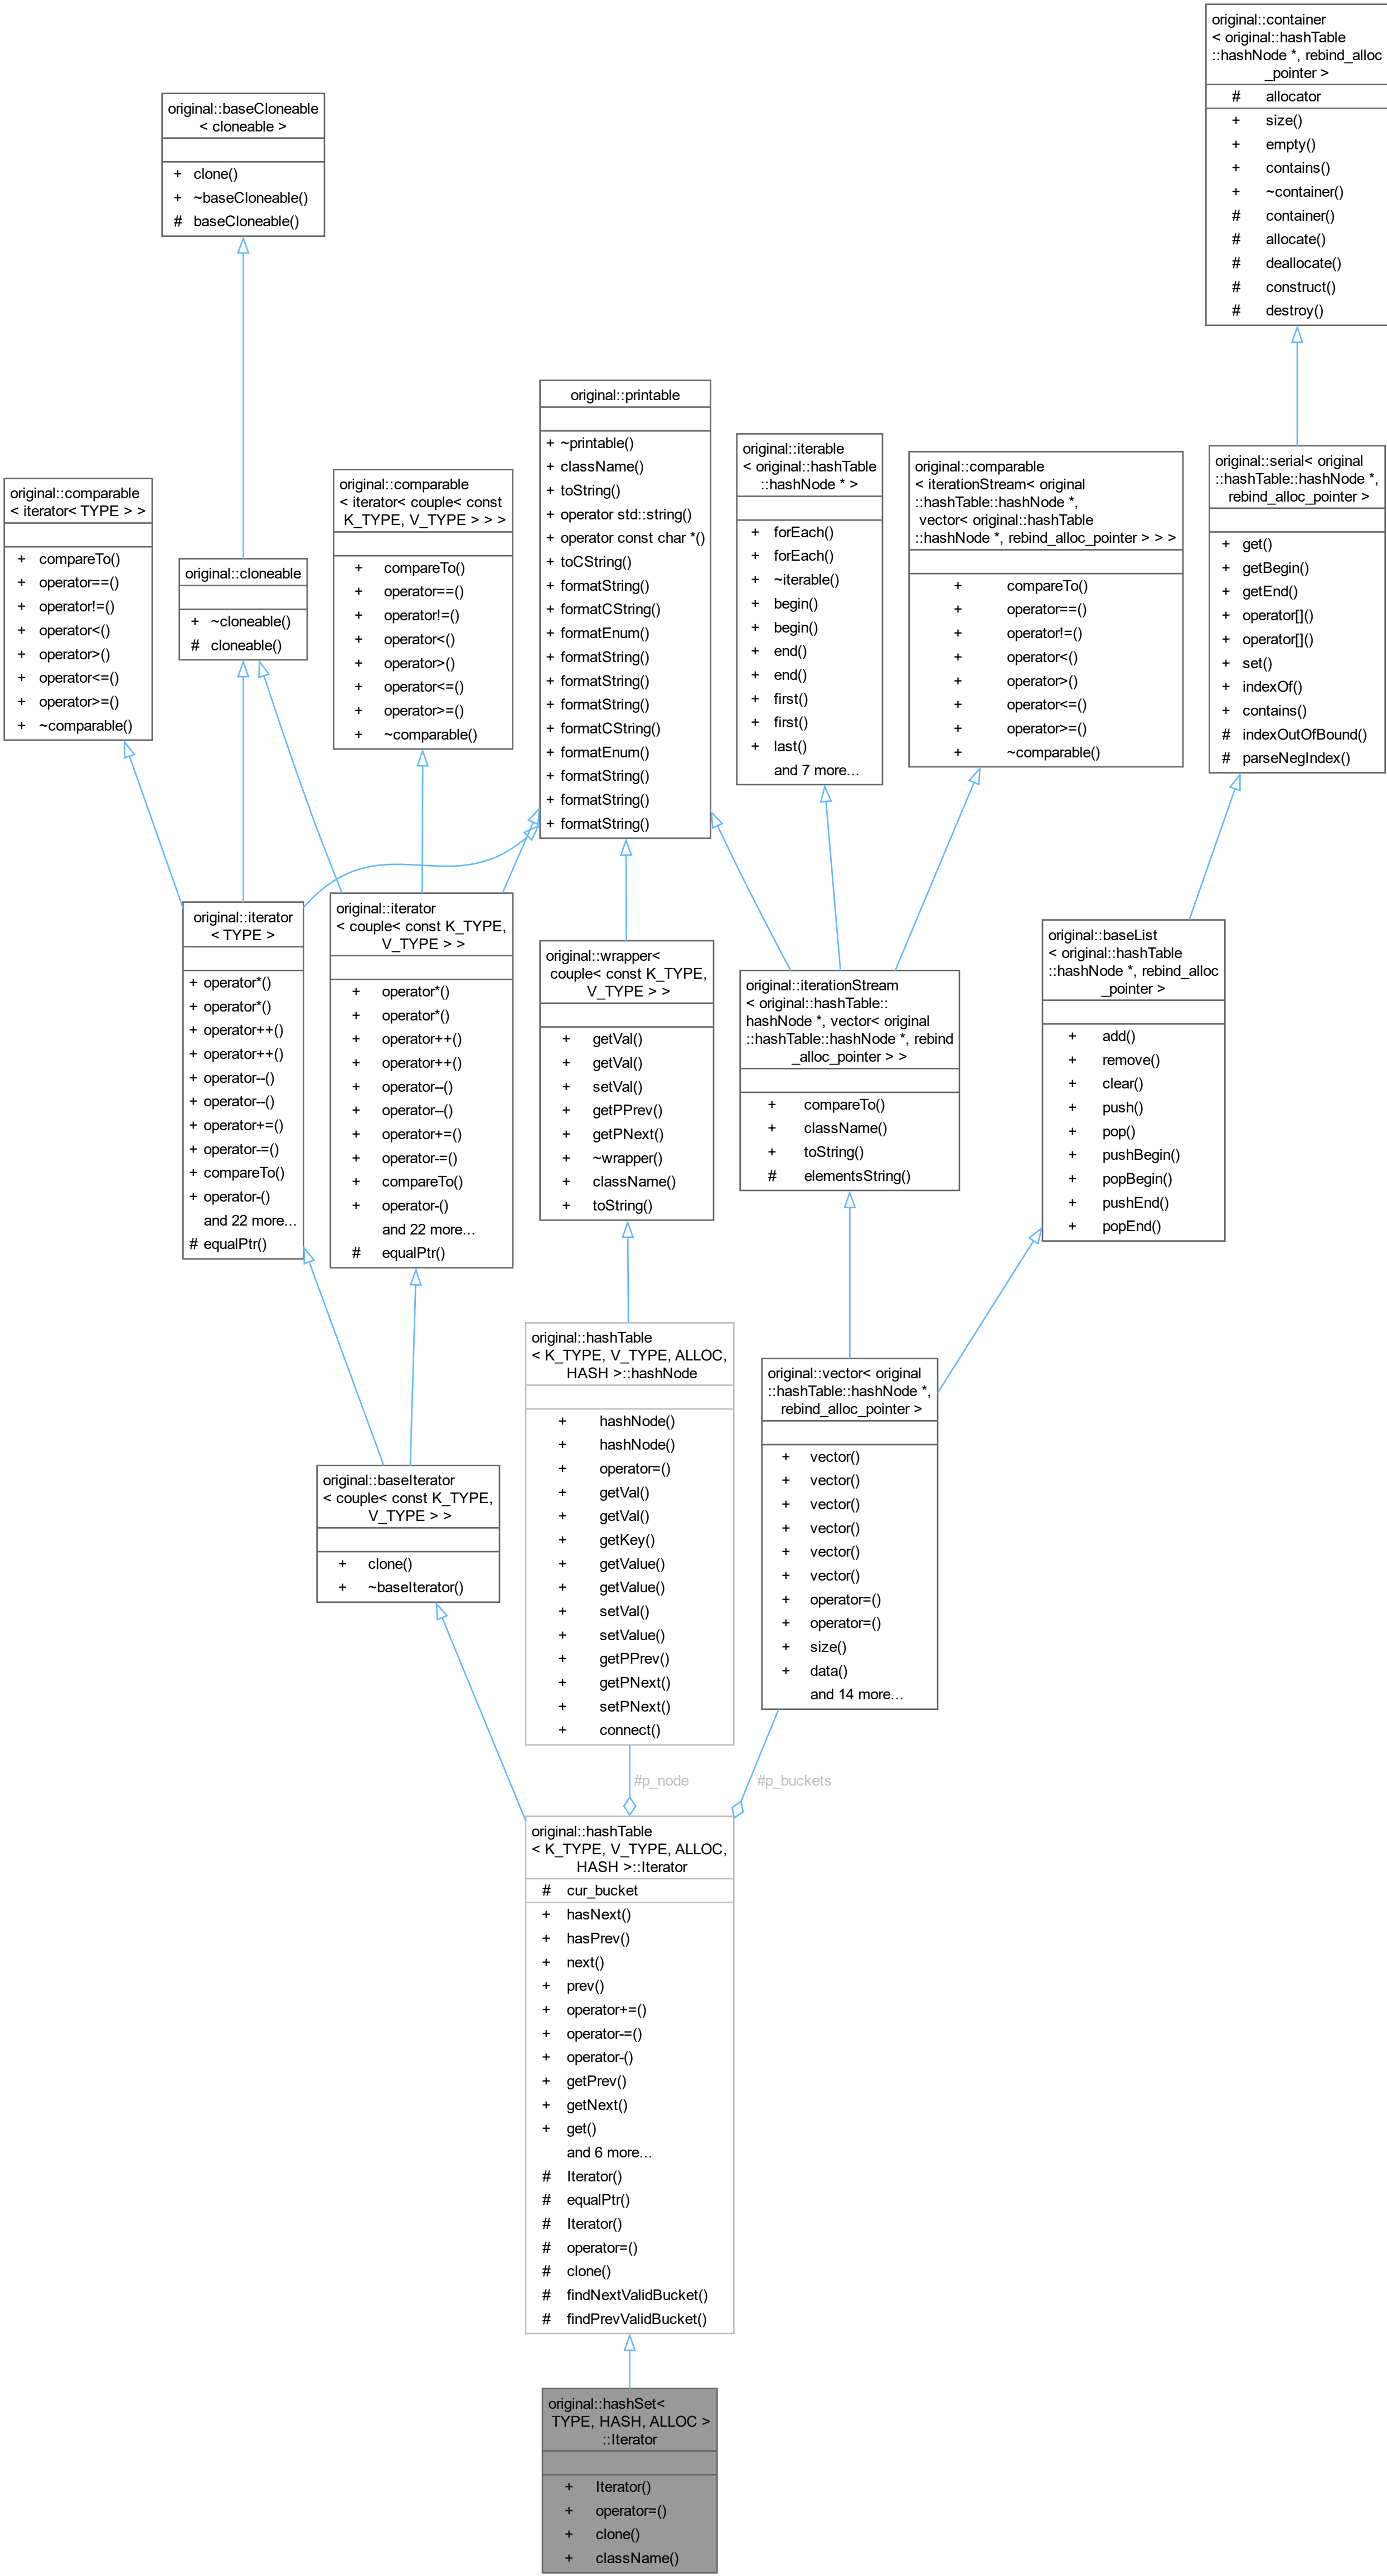 original::container
< original::hashTable
::hashNode *, rebind_alloc
_pointer >
# allocator
+ size()
+ empty()
+ contains()
+ ~container()
# container()
# allocate()
# deallocate()
# construct()
# destroy()
original::baseCloneable
< cloneable >
+ clone()
+ ~baseCloneable()
# baseCloneable()
original::printable
+ ~printable()
+ className()
+ toString()
+ operator std::string()
+ operator const char *()
+ toCString()
+ formatString()
+ formatCString()
+ formatEnum()
+ formatString()
+ formatString()
+ formatString()
+ formatCString()
+ formatEnum()
+ formatString()
+ formatString()
+ formatString()
original::iterable
< original::hashTable
::hashNode * >
+ forEach()
+ forEach()
+ ~iterable()
+ begin()
+ begin()
+ end()
+ end()
+ first()
+ first()
+ last()
and 7 more...
original::comparable
< iterationStream< original
::hashTable::hashNode *,
vector< original::hashTable
::hashNode *, rebind_alloc_pointer > > >
+ compareTo()
+ operator==()
+ operator!=()
+ operator<()
+ operator>()
+ operator<=()
+ operator>=()
+ ~comparable()
original::serial< original
::hashTable::hashNode *,
rebind_alloc_pointer >
+ get()
+ getBegin()
+ getEnd()
+ operator[]()
+ operator[]()
+ set()
+ indexOf()
+ contains()
# indexOutOfBound()
# parseNegIndex()
original::comparable
< iterator< TYPE > >
+ compareTo()
+ operator==()
+ operator!=()
+ operator<()
+ operator>()
+ operator<=()
+ operator>=()
+ ~comparable()
original::cloneable
+ ~cloneable()
# cloneable()
original::comparable
< iterator< couple< const
K_TYPE, V_TYPE > > >
+ compareTo()
+ operator==()
+ operator!=()
+ operator<()
+ operator>()
+ operator<=()
+ operator>=()
+ ~comparable()
original::iterator
< TYPE >
+ operator*()
+ operator*()
+ operator++()
+ operator++()
+ operator--()
+ operator--()
+ operator+=()
+ operator-=()
+ compareTo()
+ operator-()
and 22 more...
# equalPtr()
original::iterator
< couple< const K_TYPE,
V_TYPE > >
+ operator*()
+ operator*()
+ operator++()
+ operator++()
+ operator--()
+ operator--()
+ operator+=()
+ operator-=()
+ compareTo()
+ operator-()
and 22 more...
# equalPtr()
original::wrapper<
couple< const K_TYPE,
V_TYPE > >
+ getVal()
+ getVal()
+ setVal()
+ getPPrev()
+ getPNext()
+ ~wrapper()
+ className()
+ toString()
original::iterationStream
< original::hashTable::
hashNode *, vector< original
::hashTable::hashNode *, rebind
_alloc_pointer > >
+ compareTo()
+ className()
+ toString()
# elementsString()
original::baseList
< original::hashTable
::hashNode *, rebind_alloc
_pointer >
+ add()
+ remove()
+ clear()
+ push()
+ pop()
+ pushBegin()
+ popBegin()
+ pushEnd()
+ popEnd()
original::baseIterator
< couple< const K_TYPE,
V_TYPE > >
+ clone()
+ ~baseIterator()
original::hashTable
< K_TYPE, V_TYPE, ALLOC,
HASH >::hashNode
+ hashNode()
+ hashNode()
+ operator=()
+ getVal()
+ getVal()
+ getKey()
+ getValue()
+ getValue()
+ setVal()
+ setValue()
+ getPPrev()
+ getPNext()
+ setPNext()
+ connect()
original::vector< original
::hashTable::hashNode *,
rebind_alloc_pointer >
+ vector()
+ vector()
+ vector()
+ vector()
+ vector()
+ vector()
+ operator=()
+ operator=()
+ size()
+ data()
and 14 more...
#p_node
#p_buckets
original::hashTable
< K_TYPE, V_TYPE, ALLOC,
HASH >::Iterator
# cur_bucket
+ hasNext()
+ hasPrev()
+ next()
+ prev()
+ operator+=()
+ operator-=()
+ operator-()
+ getPrev()
+ getNext()
+ get()
and 6 more...
# Iterator()
# equalPtr()
# Iterator()
# operator=()
# clone()
# findNextValidBucket()
# findPrevValidBucket()
original::hashSet<
TYPE, HASH, ALLOC >
::Iterator
+ Iterator()
+ operator=()
+ clone()
+ className()